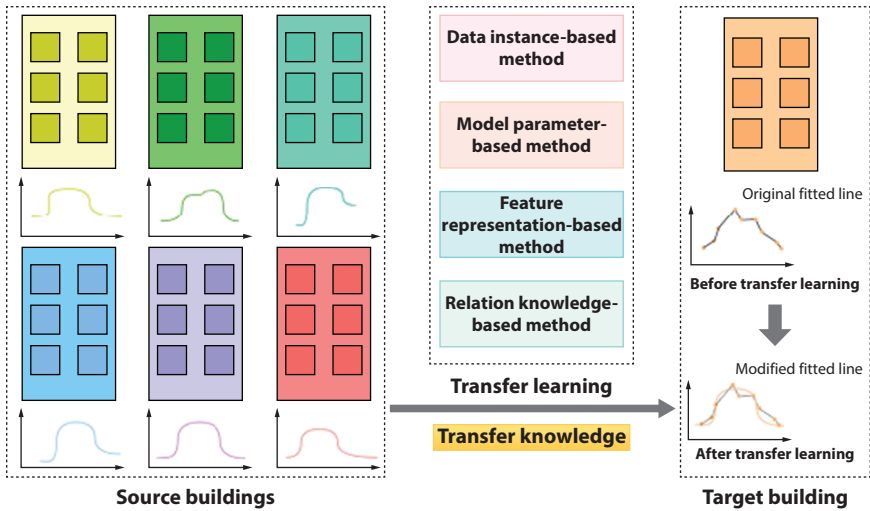 Data instance-based
method
Model parameter-
based method
Feature
representation-based
method
Relation knowledge-
based method
Transfer learning
Transfer knowledge
Source buildings
Original fitted line
Before transfer learning
Modified fitted line
After transfer learning
Target building